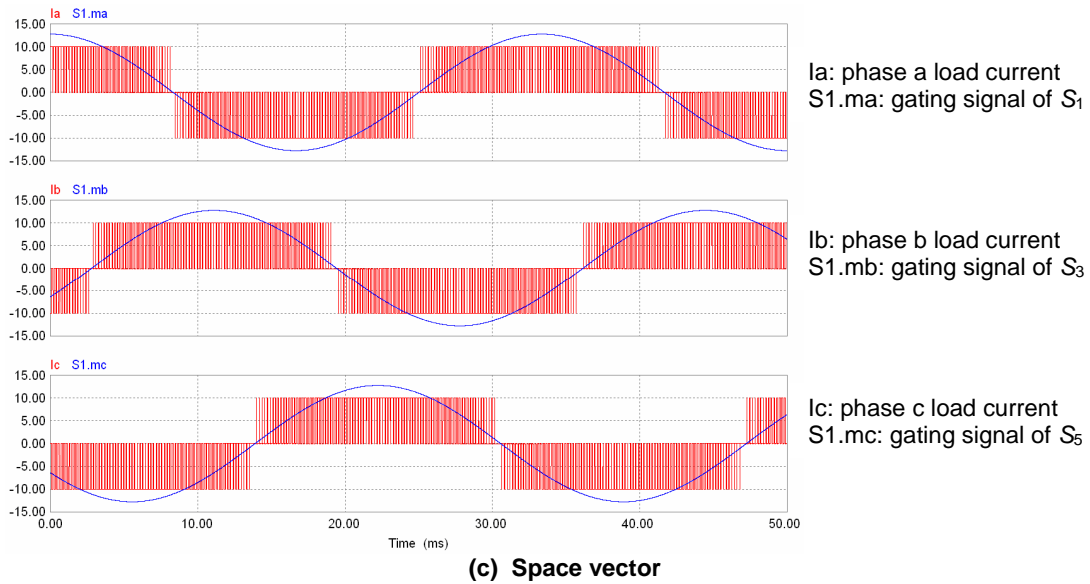 Ia S1.ma
15.00
10.00
5.00
0.00
-5.00
-10.00
-15.00
Ia: phase a load current
S1.ma: gating signal of S1
Ib S1.mb
15.00
10.00
5.00
0.00
-5.00
-10.00
-15.00
Ib: phase b load current
S1.mb: gating signal of S3
Ic S1.mc
15.00
10.00
5.00
0.00
-5.00
-10.00
-15.00
Ic: phase c load current
S1.mc: gating signal of S5
0.00 10.00 20.00 30.00 40.00 50.00
Time (ms)
(c) Space vector